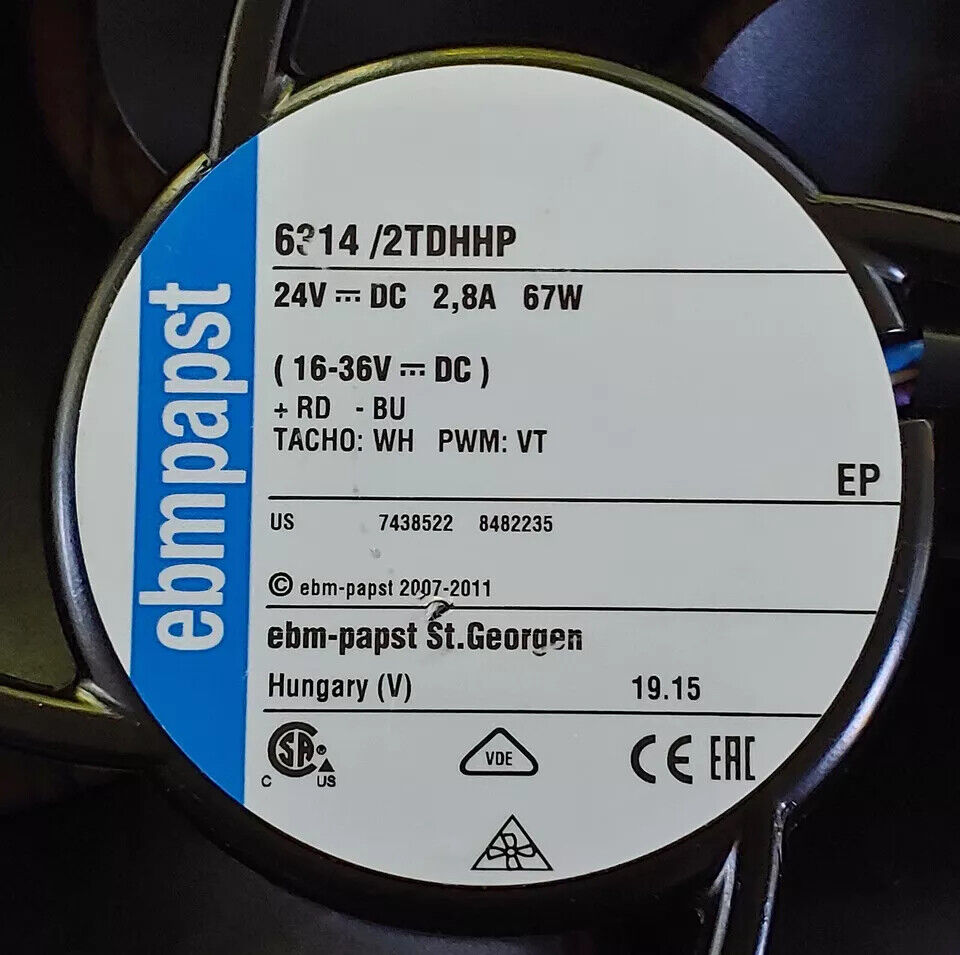 ebmpapst
6314 /2TDHHP
24V ⎓ DC 2,8A 67W
( 16-36V ⎓ DC )
+ RD - BU
TACHO: WH PWM: VT
EP
US 7438522 8482235
© ebm-papst 2007-2011
ebm-papst St.Georgen
Hungary (V) 19.15
CSA® C US
VDE
CE EAC